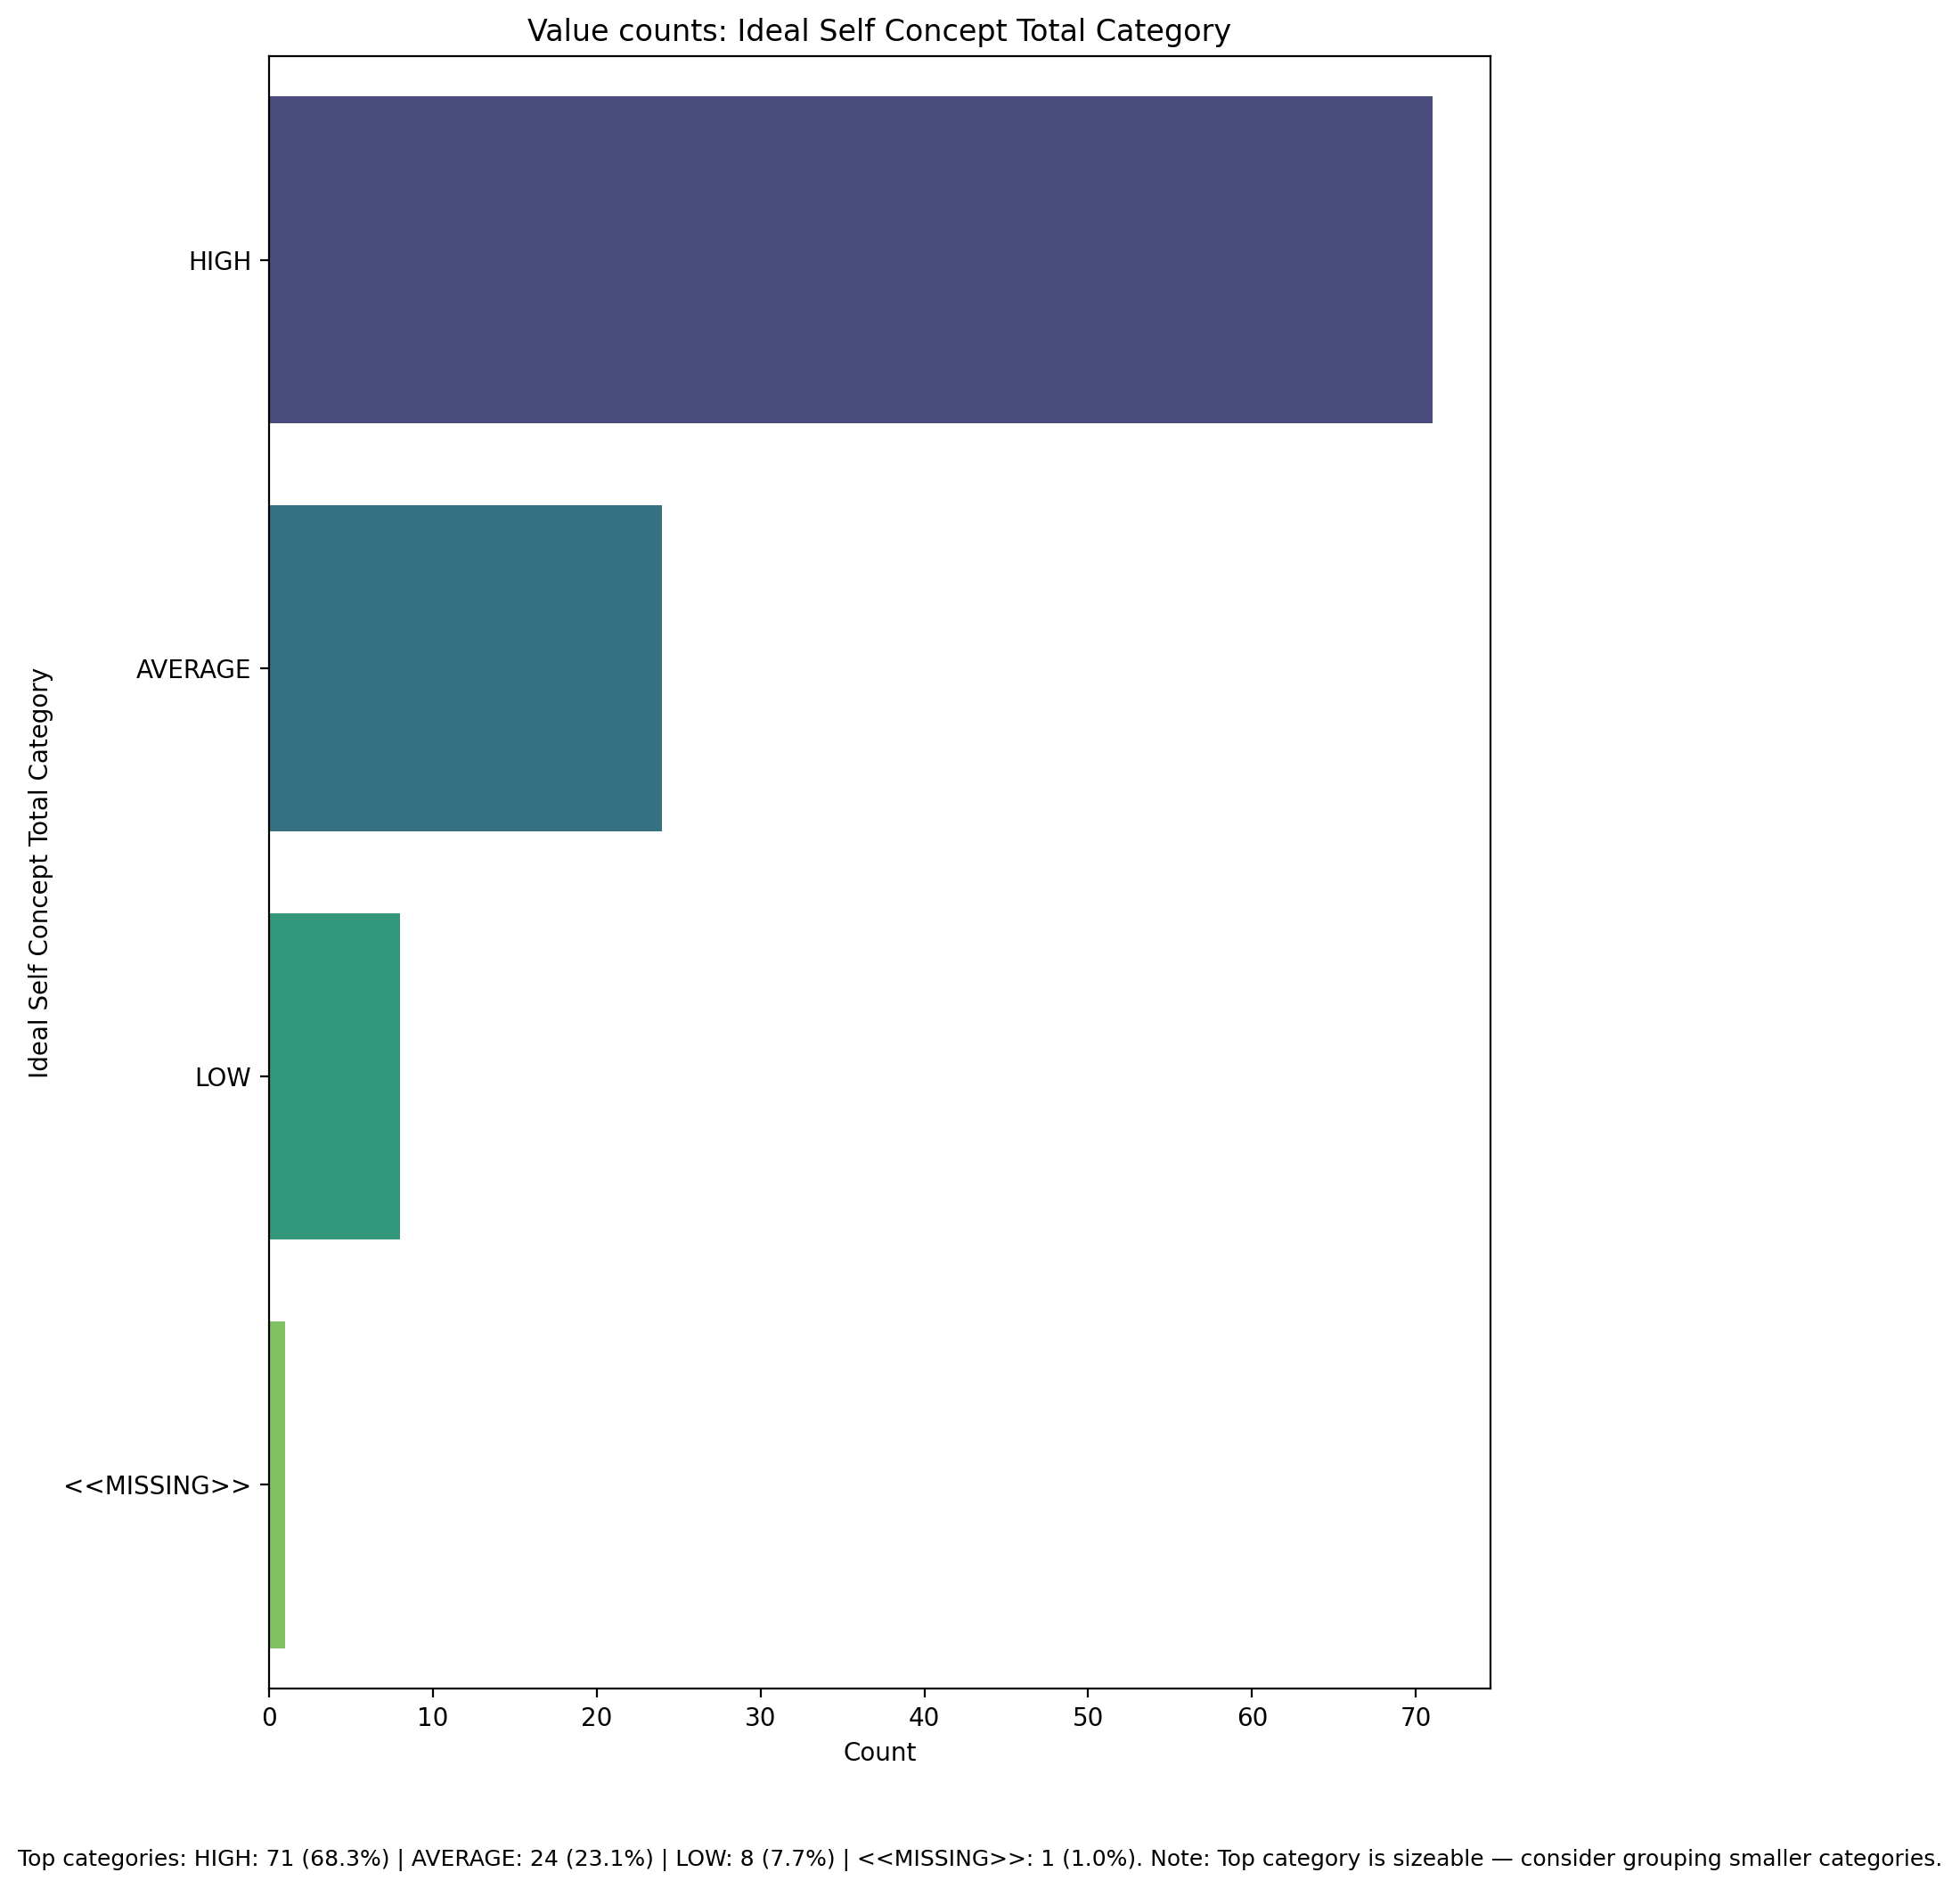 Value counts: Ideal Self Concept Total Category
Ideal Self Concept Total Category
HIGH
AVERAGE
LOW
<<MISSING>>
0 10 20 30 40 50 60 70
Count
Top categories: HIGH: 71 (68.3%) | AVERAGE: 24 (23.1%) | LOW: 8 (7.7%) | <<MISSING>>: 1 (1.0%). Note: Top category is sizeable — consider grouping smaller categories.